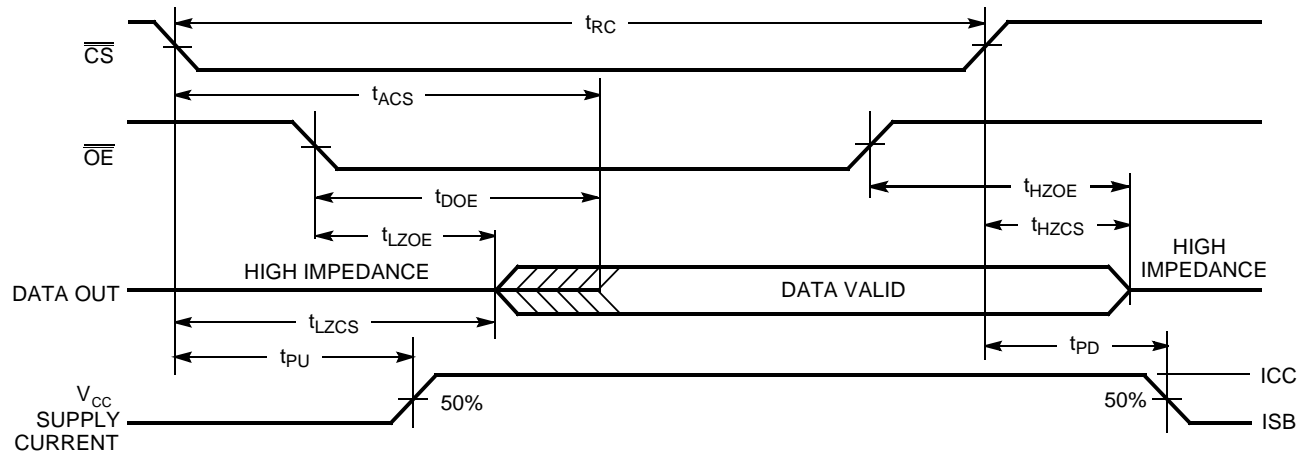 tRC
CS
tACS
OE
tDOE
tHZOE
tLZOE
tHZCS
HIGH IMPEDANCE
HIGH
IMPEDANCE
DATA OUT
DATA VALID
tLZCS
tPU
tPD
VCC
SUPPLY
CURRENT
50%
50%
ICC
ISB